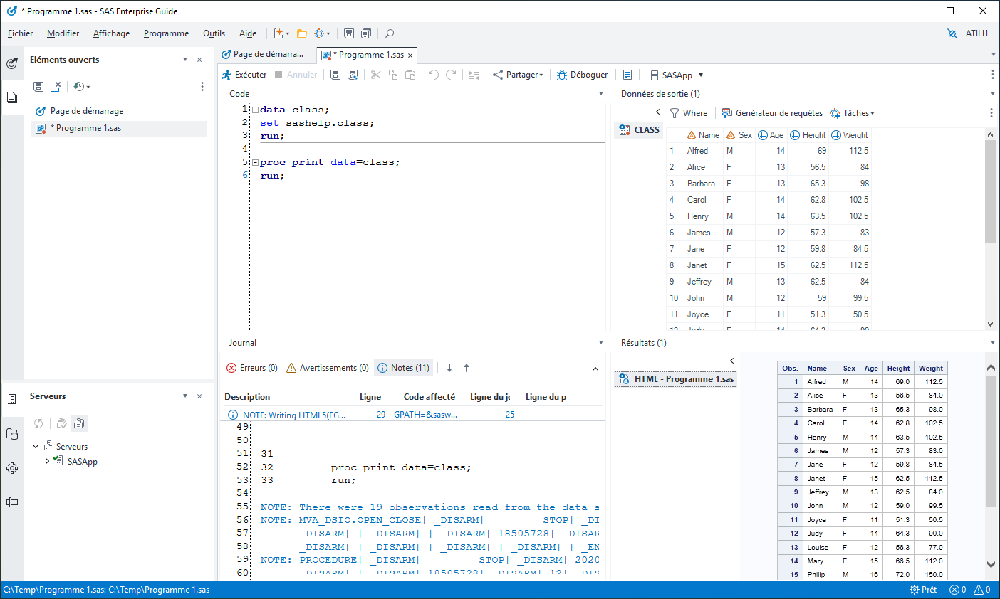 * Programme 1.sas - SAS Enterprise Guide
Fichier Modifier Affichage Programme Outils Aide ATIH1
Eléments ouverts
Page de démarrage
* Programme 1.sas
Serveurs
Serveurs
SASApp
Page de démarra... * Programme 1.sas
Exécuter Annuler Partager Déboguer SASApp
Code
1 data class;
2 set sashelp.class;
3 run;
4
5 proc print data=class;
6 run;
Données de sortie (1)
Where Générateur de requêtes Tâches
CLASS
Name Sex Age Height Weight
1 Alfred M 14 69 112.5
2 Alice F 13 56.5 84
3 Barbara F 13 65.3 98
4 Carol F 14 62.8 102.5
5 Henry M 14 63.5 102.5
6 James M 12 57.3 83
7 Jane F 12 59.8 84.5
8 Janet F 15 62.5 112.5
9 Jeffrey M 13 62.5 84
10 John M 12 59 99.5
11 Joyce F 11 51.3 50.5
12 Judy F 14 64.3 90
Journal
Erreurs (0) Avertissements (0) Notes (11)
Description Ligne Code affecté Ligne du jo Ligne du p
NOTE: Writing HTML5(EG... 29 GPATH=&sasw... 25
49
50
51 31
52 32 proc print data=class;
53 33 run;
54
55 NOTE: There were 19 observations read from the data s
56 NOTE: MVA_DSIO.OPEN_CLOSE| _DISARM| STOP| _DI
57 _DISARM| | _DISARM| | _DISARM| 18505728| _DISAR
58 _DISARM| | _DISARM| | _DISARM| | _DISARM| | _EN
59 NOTE: PROCEDURE| _DISARM| STOP| _DISARM| 2020
60 _DISARM| | _DISARM| 18505728| _DISARM| 12| _DIS
Résultats (1)
HTML - Programme 1.sas
Obs. Name Sex Age Height Weight
1 Alfred M 14 69.0 112.5
2 Alice F 13 56.5 84.0
3 Barbara F 13 65.3 98.0
4 Carol F 14 62.8 102.5
5 Henry M 14 63.5 102.5
6 James M 12 57.3 83.0
7 Jane F 12 59.8 84.5
8 Janet F 15 62.5 112.5
9 Jeffrey M 13 62.5 84.0
10 John M 12 59.0 99.5
11 Joyce F 11 51.3 50.5
12 Judy F 14 64.3 90.0
13 Louise F 12 56.3 77.0
14 Mary F 15 66.5 112.0
15 Philip M 16 72.0 150.0
C:\Temp\Programme 1.sas: C:\Temp\Programme 1.sas Prêt 0 0